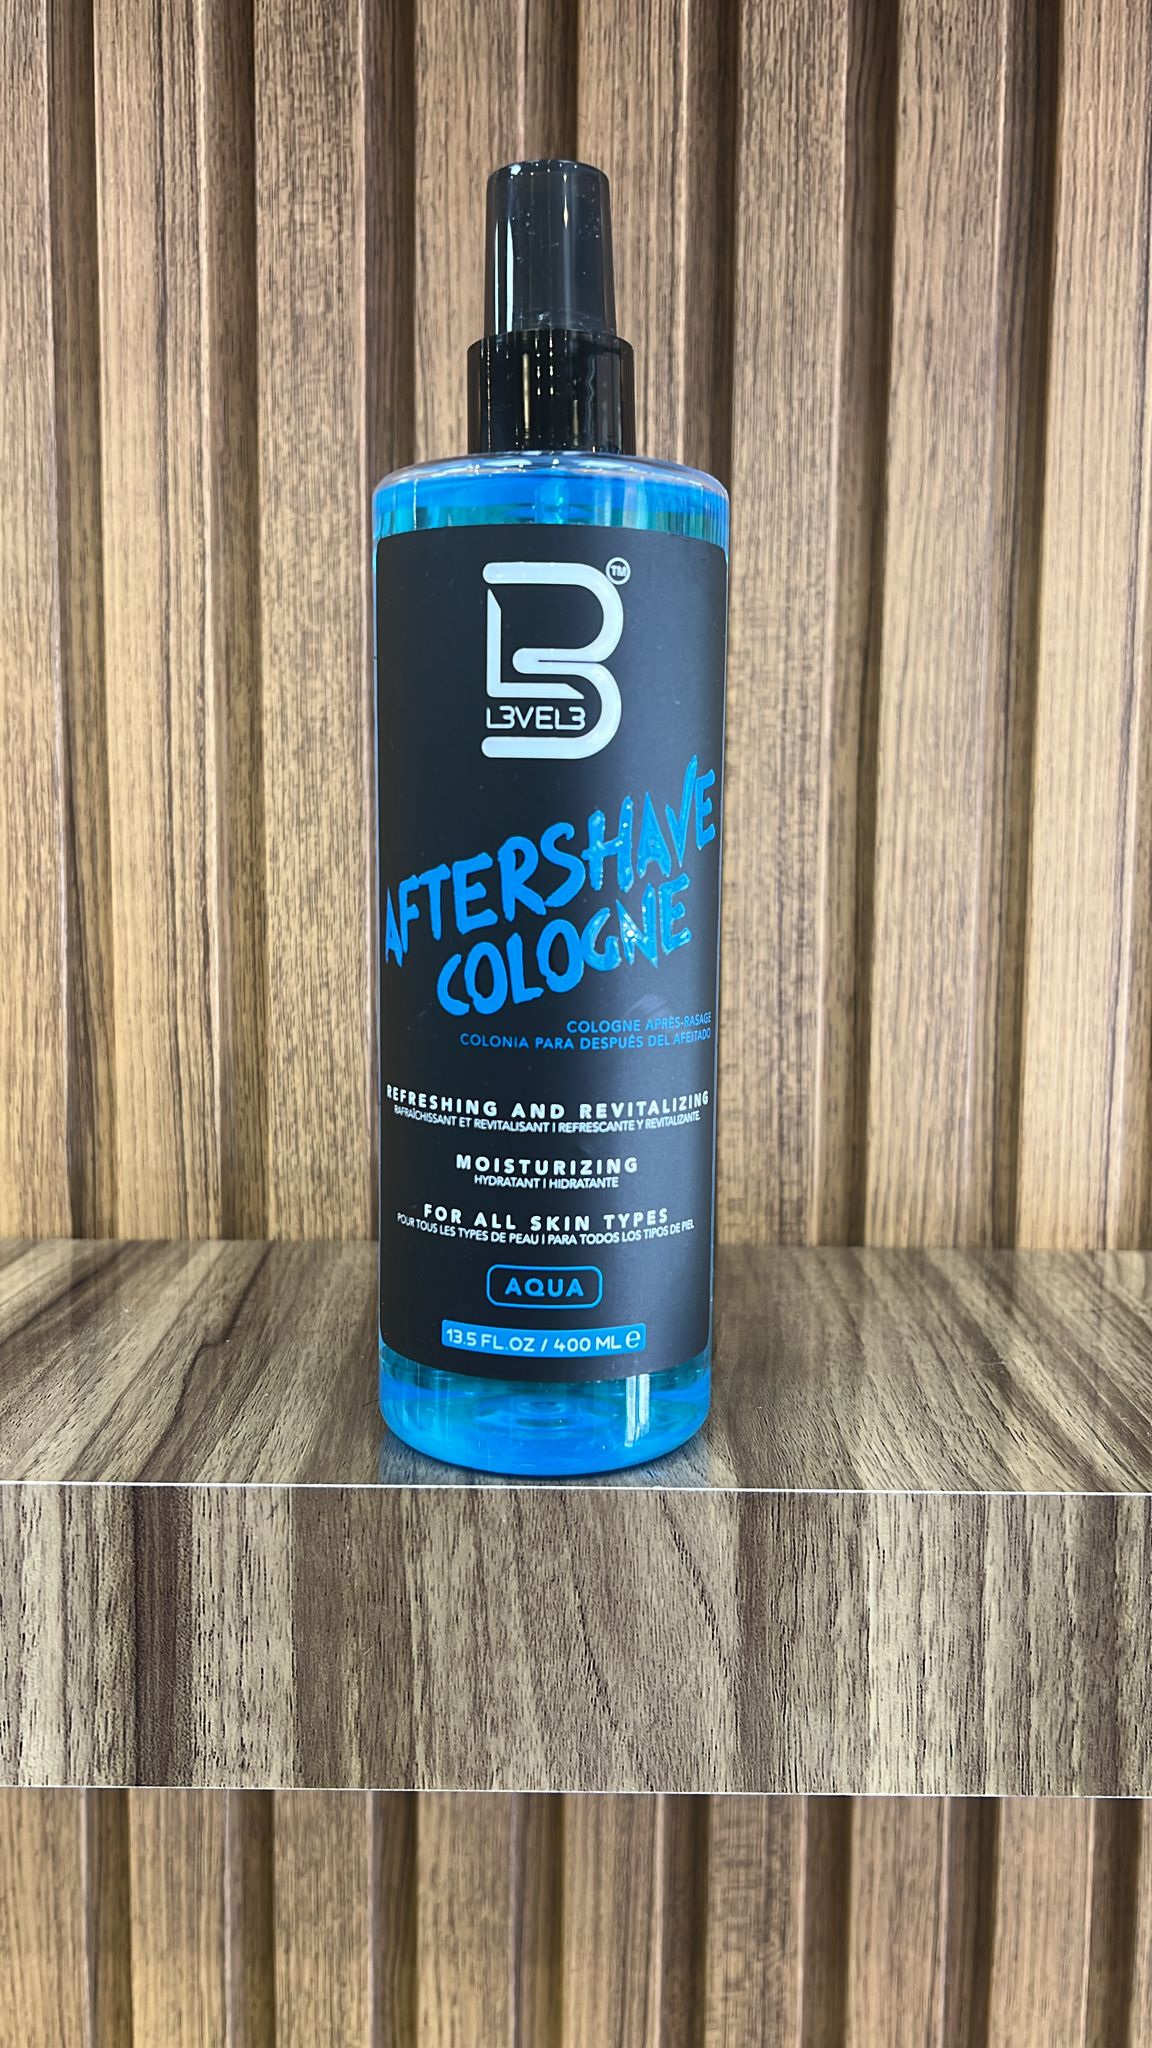 TM
L3VEL3
AFTERSHAVE
COLOGNE
COLOGNE APRÈS-RASAGE
COLONIA PARA DESPUÉS DEL AFEITADO
REFRESHING AND REVITALIZING
RAFRAÎCHISSANT ET REVITALISANT | REFRESCANTE Y REVITALIZANTE.
MOISTURIZING
HYDRATANT | HIDRATANTE
FOR ALL SKIN TYPES
POUR TOUS LES TYPES DE PEAU | PARA TODOS LOS TIPOS DE PIEL
AQUA
13.5 FL.OZ / 400 ML ℮